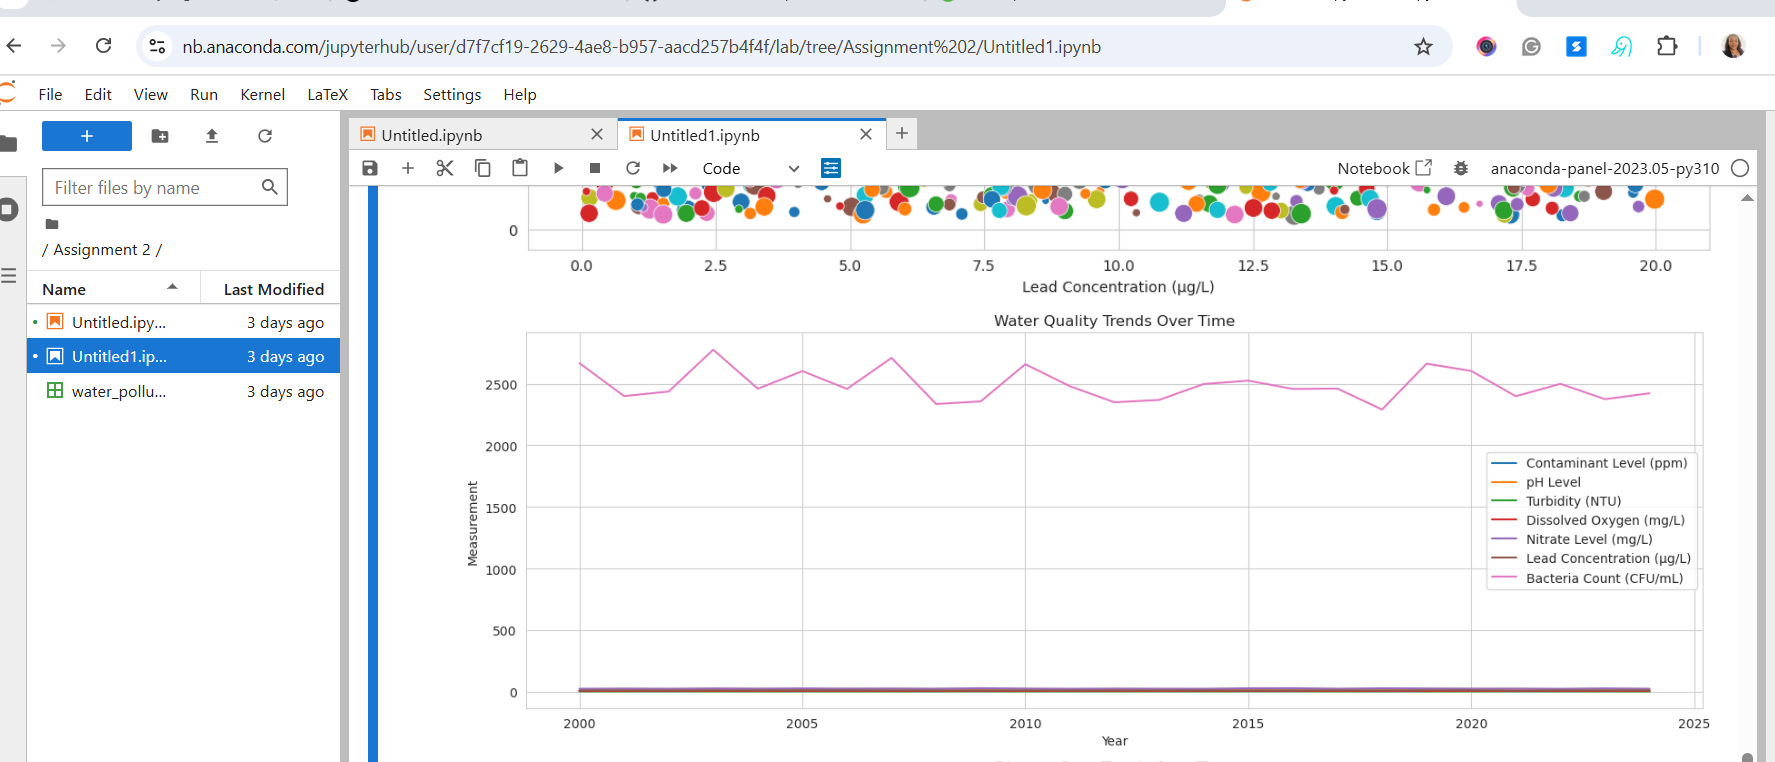 nb.anaconda.com/jupyterhub/user/d7f7cf19-2629-4ae8-b957-aacd257b4f4f/lab/tree/Assignment%202/Untitled1.ipynb
File Edit View Run Kernel LaTeX Tabs Settings Help
Untitled.ipynb Untitled1.ipynb
Code Notebook anaconda-panel-2023.05-py310
Filter files by name
/ Assignment 2 /
Name Last Modified
Untitled.ipy... 3 days ago
Untitled1.ip... 3 days ago
water_pollu... 3 days ago
0
0.0 2.5 5.0 7.5 10.0 12.5 15.0 17.5 20.0
Lead Concentration (µg/L)
Water Quality Trends Over Time
2500
2000
1500
1000
500
0
Measurement
Contaminant Level (ppm)
pH Level
Turbidity (NTU)
Dissolved Oxygen (mg/L)
Nitrate Level (mg/L)
Lead Concentration (µg/L)
Bacteria Count (CFU/mL)
2000 2005 2010 2015 2020 2025
Year